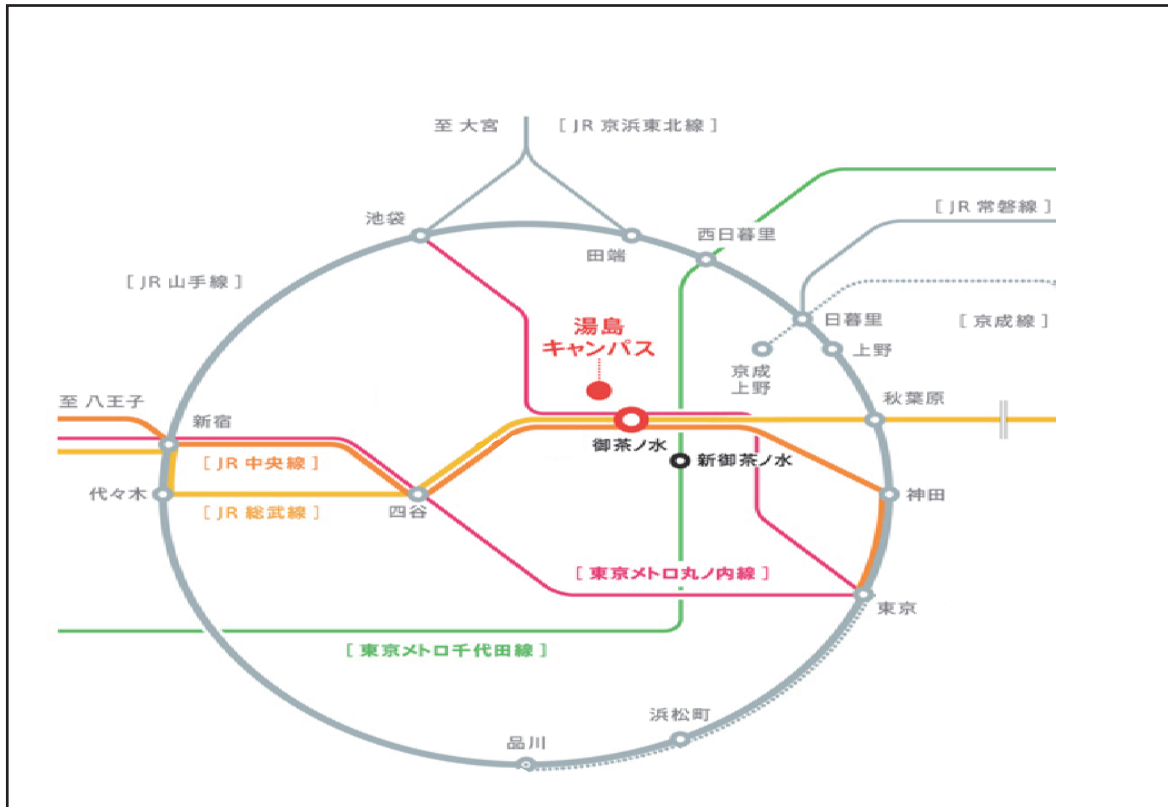 至 大宮
[ JR 京浜東北線 ]
池袋
田端
西日暮里
[ JR 常磐線 ]
[ JR 山手線 ]
日暮里
[ 京成線 ]
湯島
キャンパス
上野
京成
上野
至 八王子
新宿
秋葉原
御茶ノ水
新御茶ノ水
[ JR 中央線 ]
代々木
[ JR 総武線 ]
四谷
神田
[ 東京メトロ丸ノ内線 ]
東京
[ 東京メトロ千代田線 ]
浜松町
品川